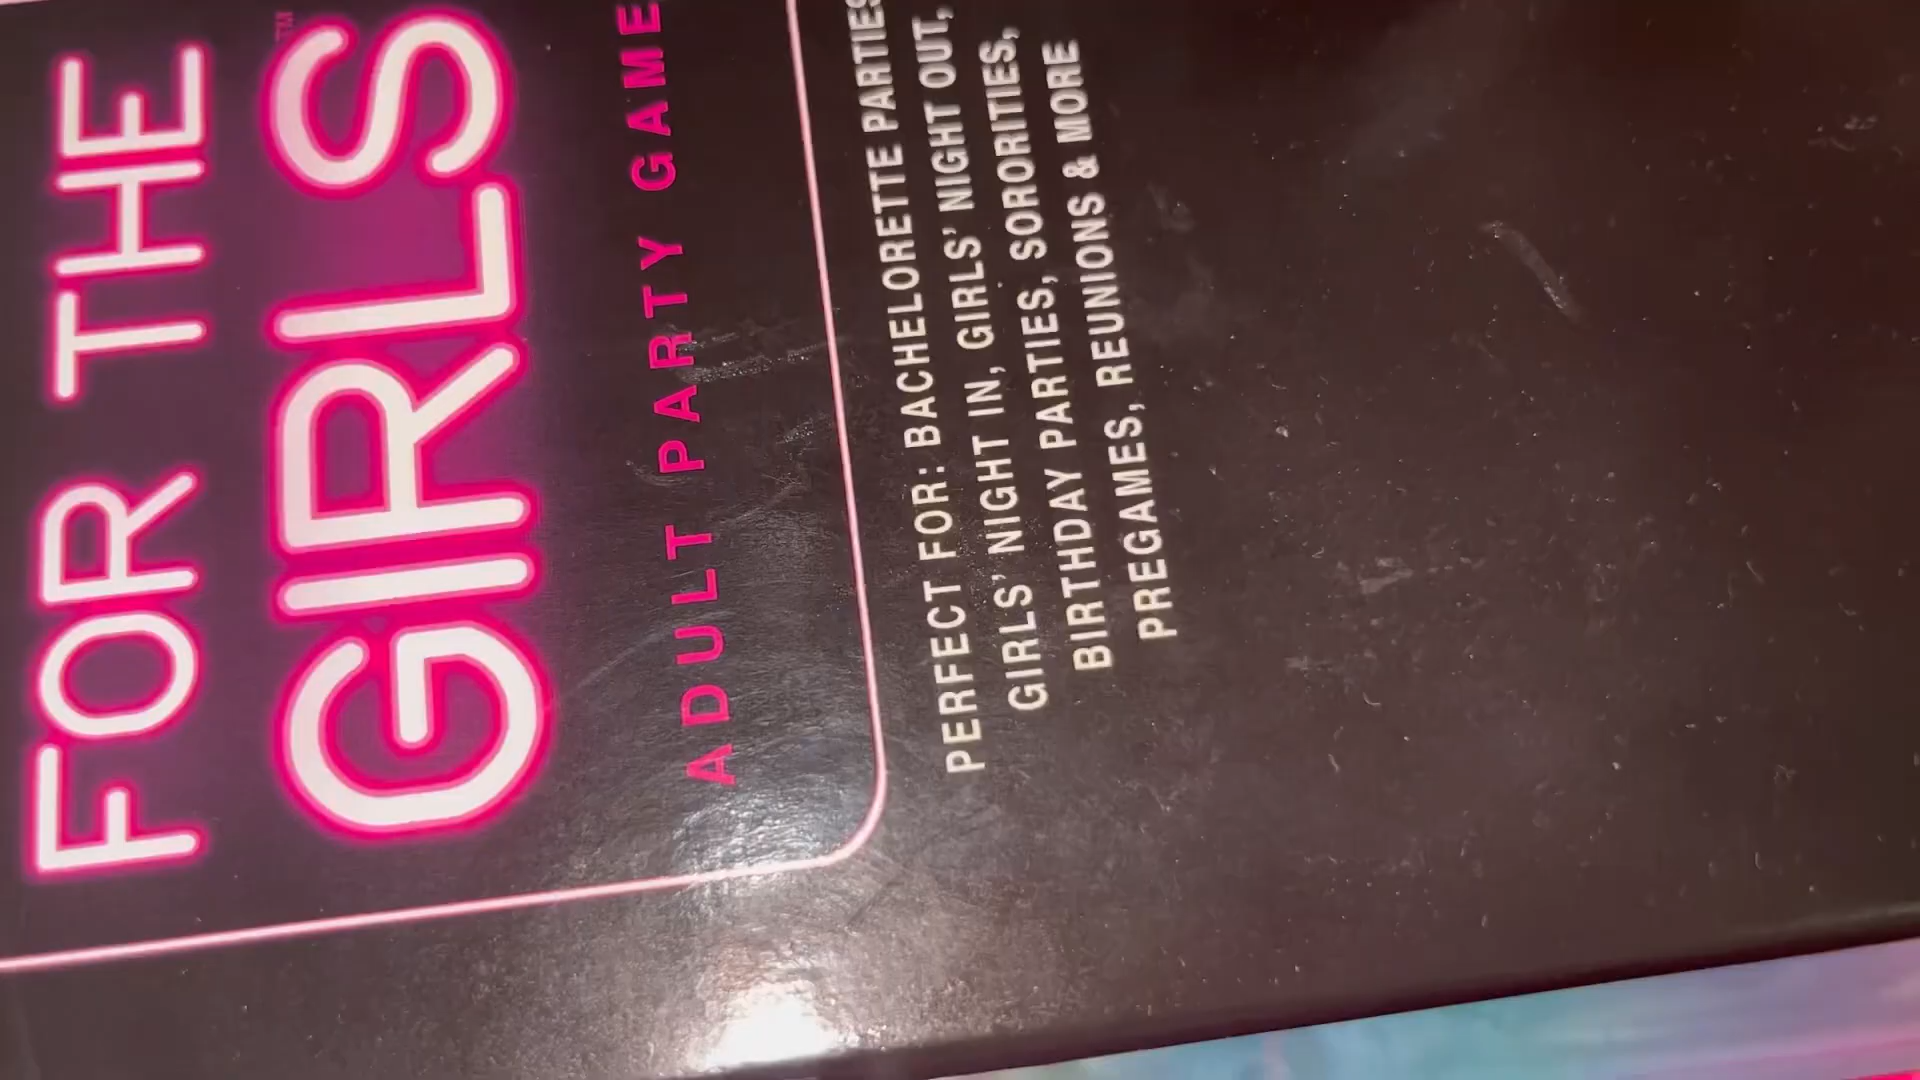 FOR THE
GIRLS™
ADULT PARTY GAME
PERFECT FOR: BACHELORETTE PARTIES
GIRLS' NIGHT IN, GIRLS' NIGHT OUT,
BIRTHDAY PARTIES, SORORITIES,
PREGAMES, REUNIONS & MORE